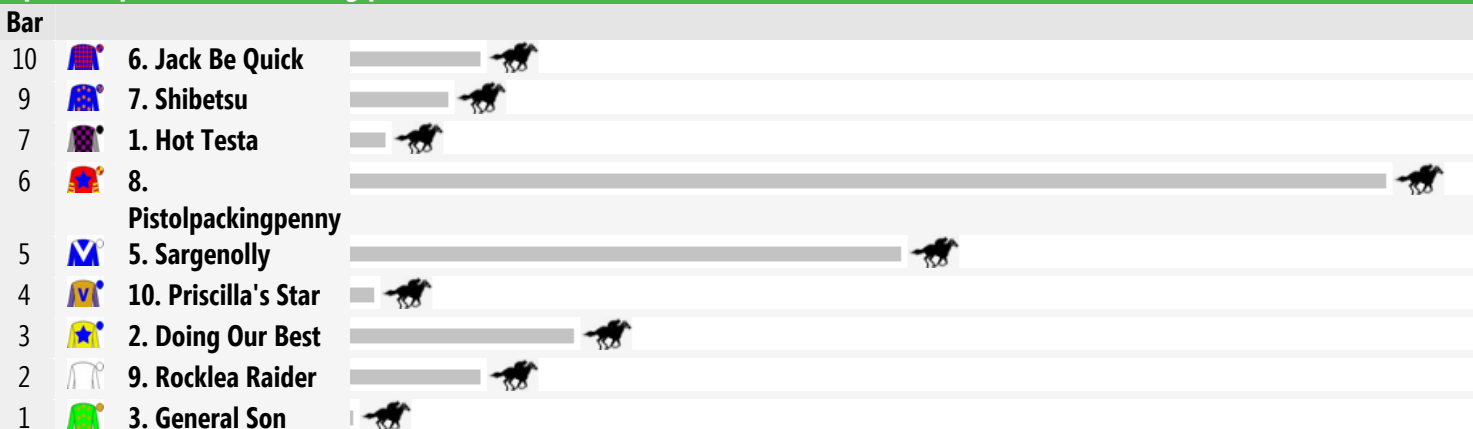 Bar
10 6. Jack Be Quick
9 7. Shibetsu
7 1. Hot Testa
6 8.
Pistolpackingpenny
5 5. Sargenolly
4 V 10. Priscilla's Star
3 2. Doing Our Best
2 9. Rocklea Raider
1 3. General Son